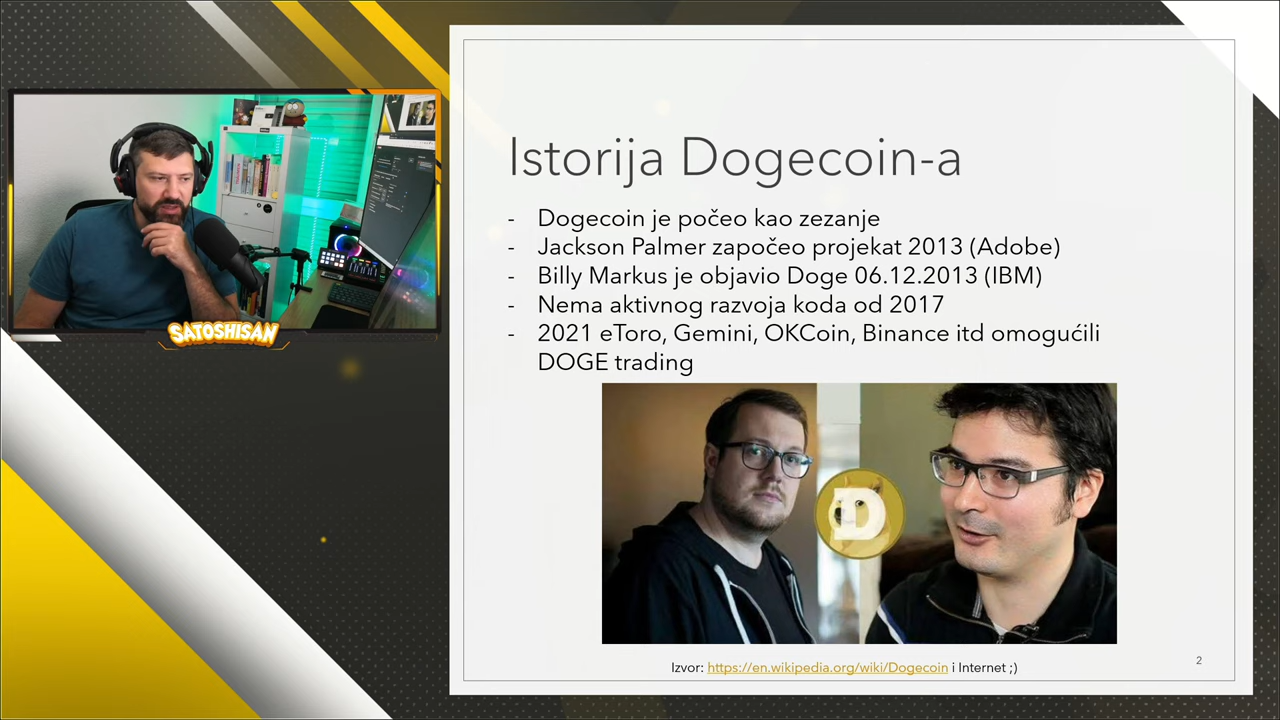 SATOSHISAN
Istorija Dogecoin-a
- Dogecoin je počeo kao zezanje
- Jackson Palmer započeo projekat 2013 (Adobe)
- Billy Markus je objavio Doge 06.12.2013 (IBM)
- Nema aktivnog razvoja koda od 2017
- 2021 eToro, Gemini, OKCoin, Binance itd omogućili
DOGE trading
D
Izvor: https://en.wikipedia.org/wiki/Dogecoin i Internet ;)
2